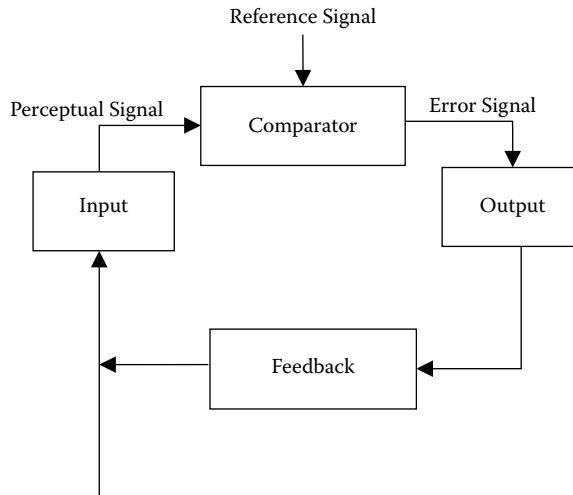 Reference Signal
Perceptual Signal
Error Signal
Comparator
Input
Output
Feedback